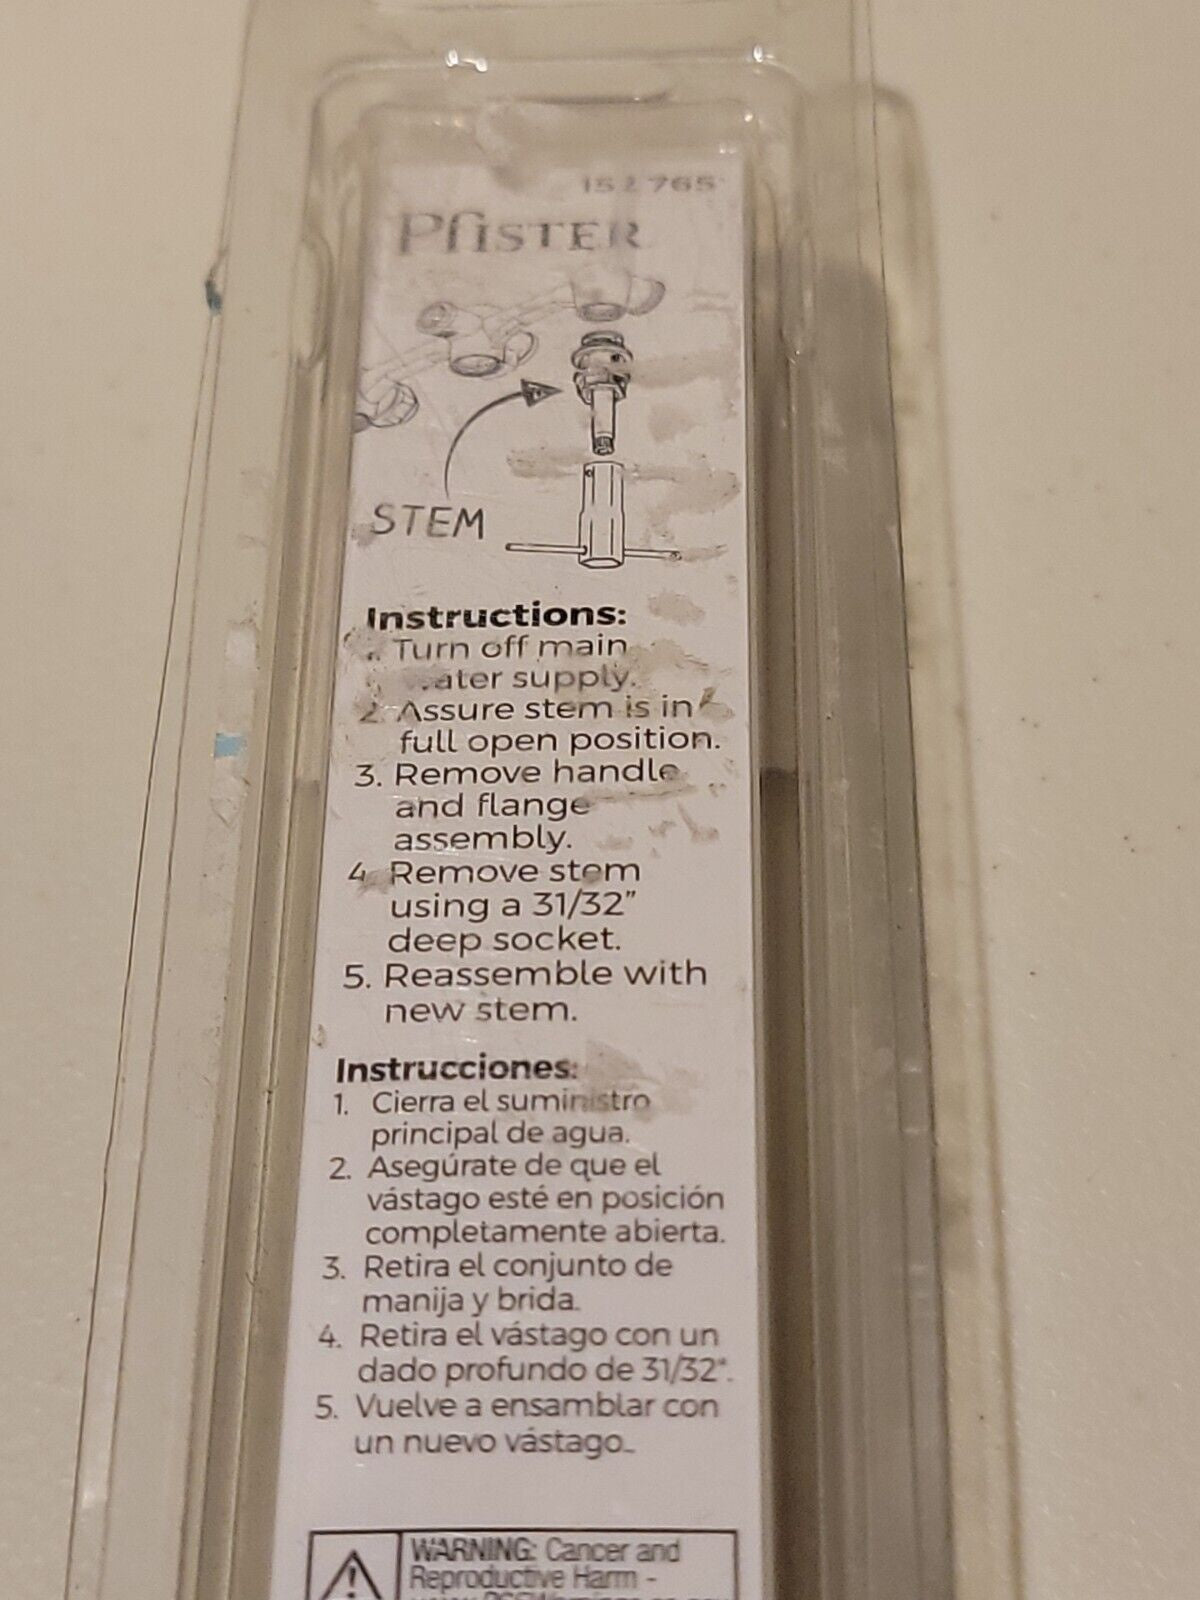 765
Pfister
STEM
Instructions:
Turn off main
water supply.
2. Assure stem is in
full open position.
3. Remove handle
and flange
assembly.
4. Remove stem
using a 31/32"
deep socket.
5. Reassemble with
new stem.
Instrucciones:
1. Cierra el suministro
principal de agua.
2. Asegúrate de que el
vástago esté en posición
completamente abierta.
3. Retira el conjunto de
manija y brida.
4. Retira el vástago con un
dado profundo de 31/32".
5. Vuelve a ensamblar con
un nuevo vástago.
WARNING: Cancer and
Reproductive Harm -